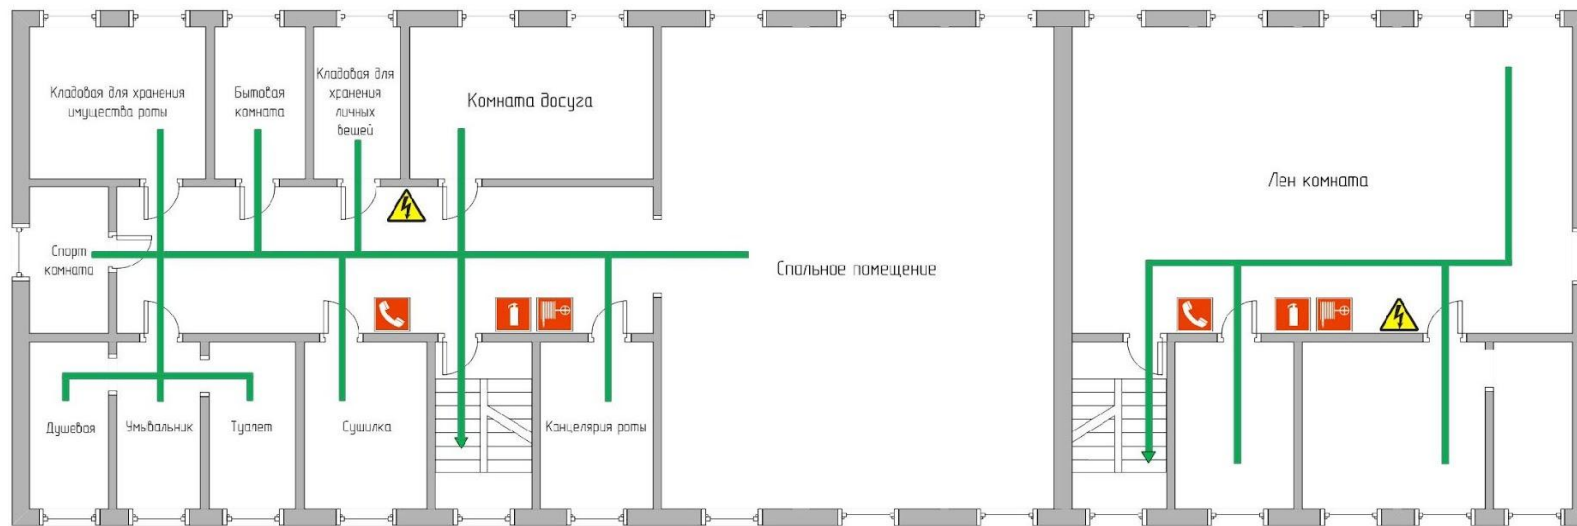 Кладовая для хранения
имущества роты
Бытовая
комната
Кладовая для
хранения
личных
вещей
Комната досуга
Лен комната
Спорт
комната
Спальное помещение
Душевая
Умывальник
Туалет
Сушилка
Канцелярия роты